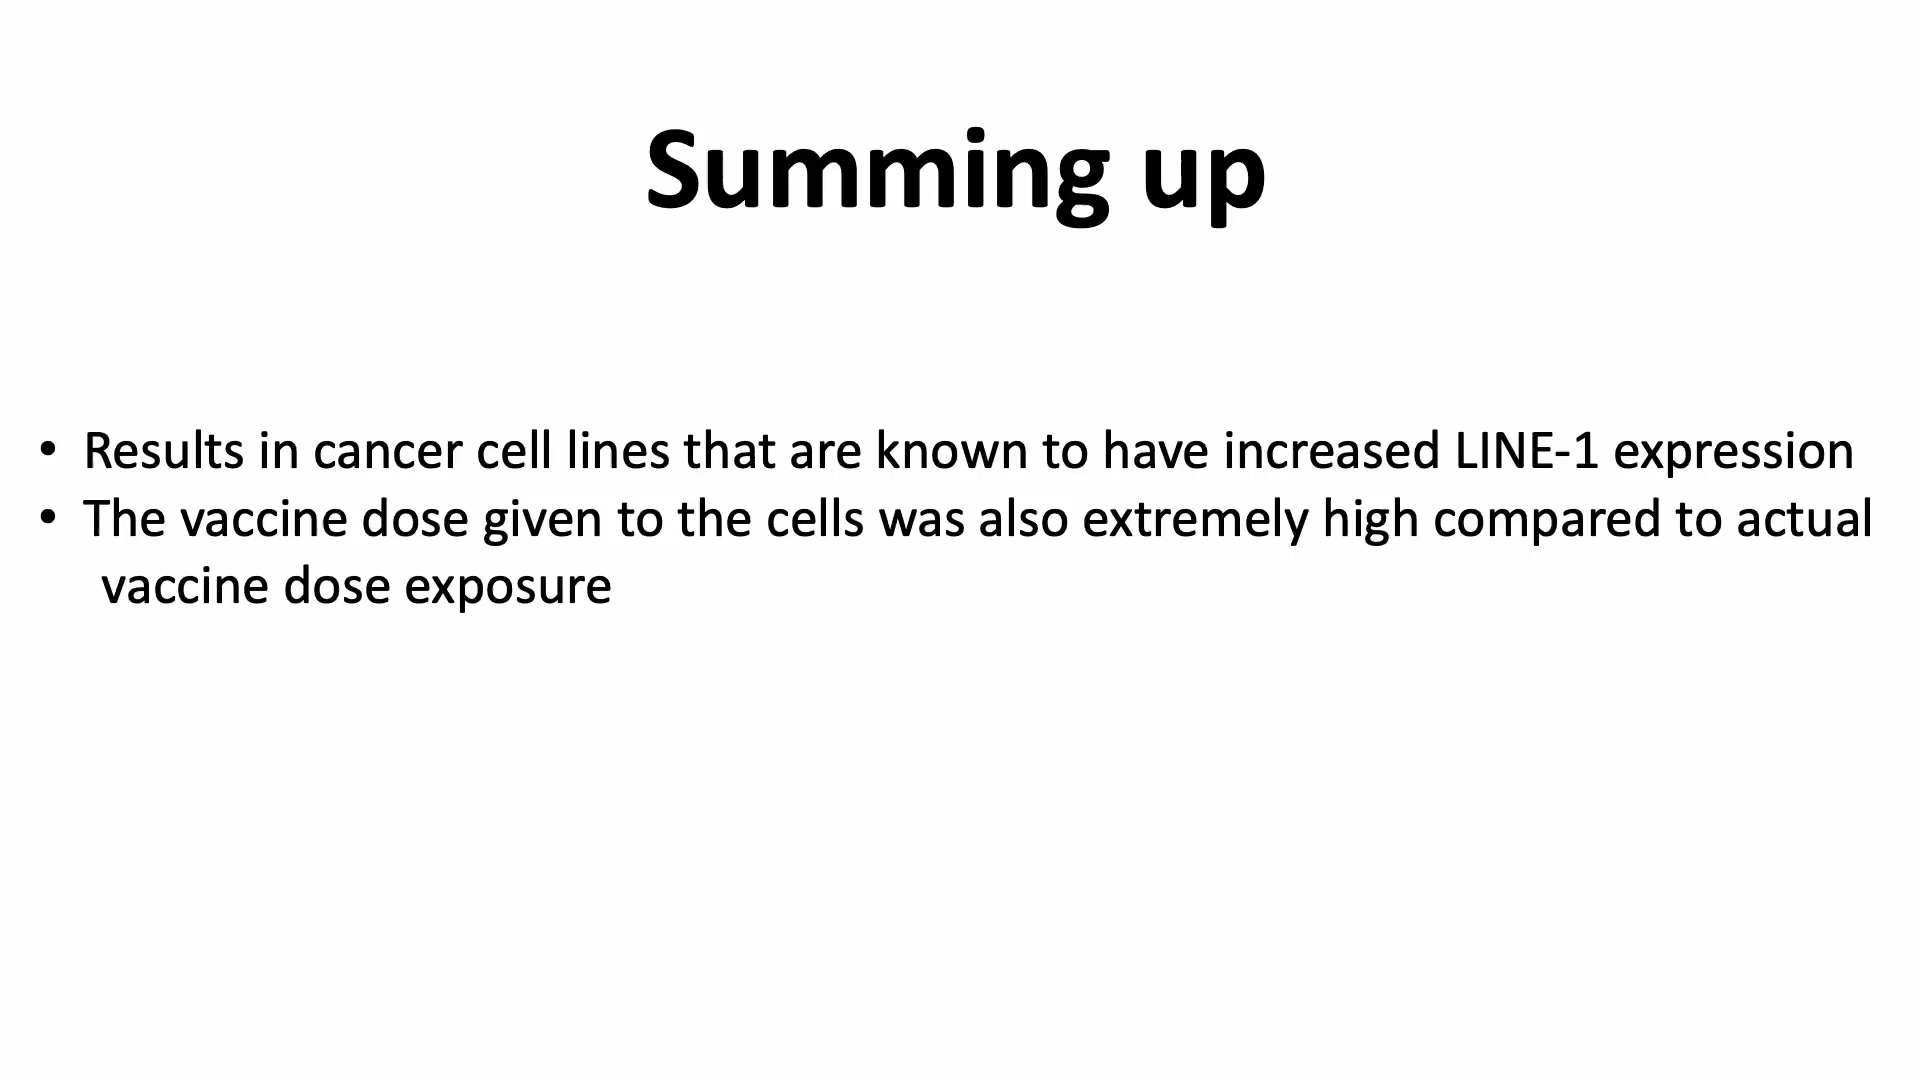 Summing up
• Results in cancer cell lines that are known to have increased LINE-1 expression
• The vaccine dose given to the cells was also extremely high compared to actual
vaccine dose exposure